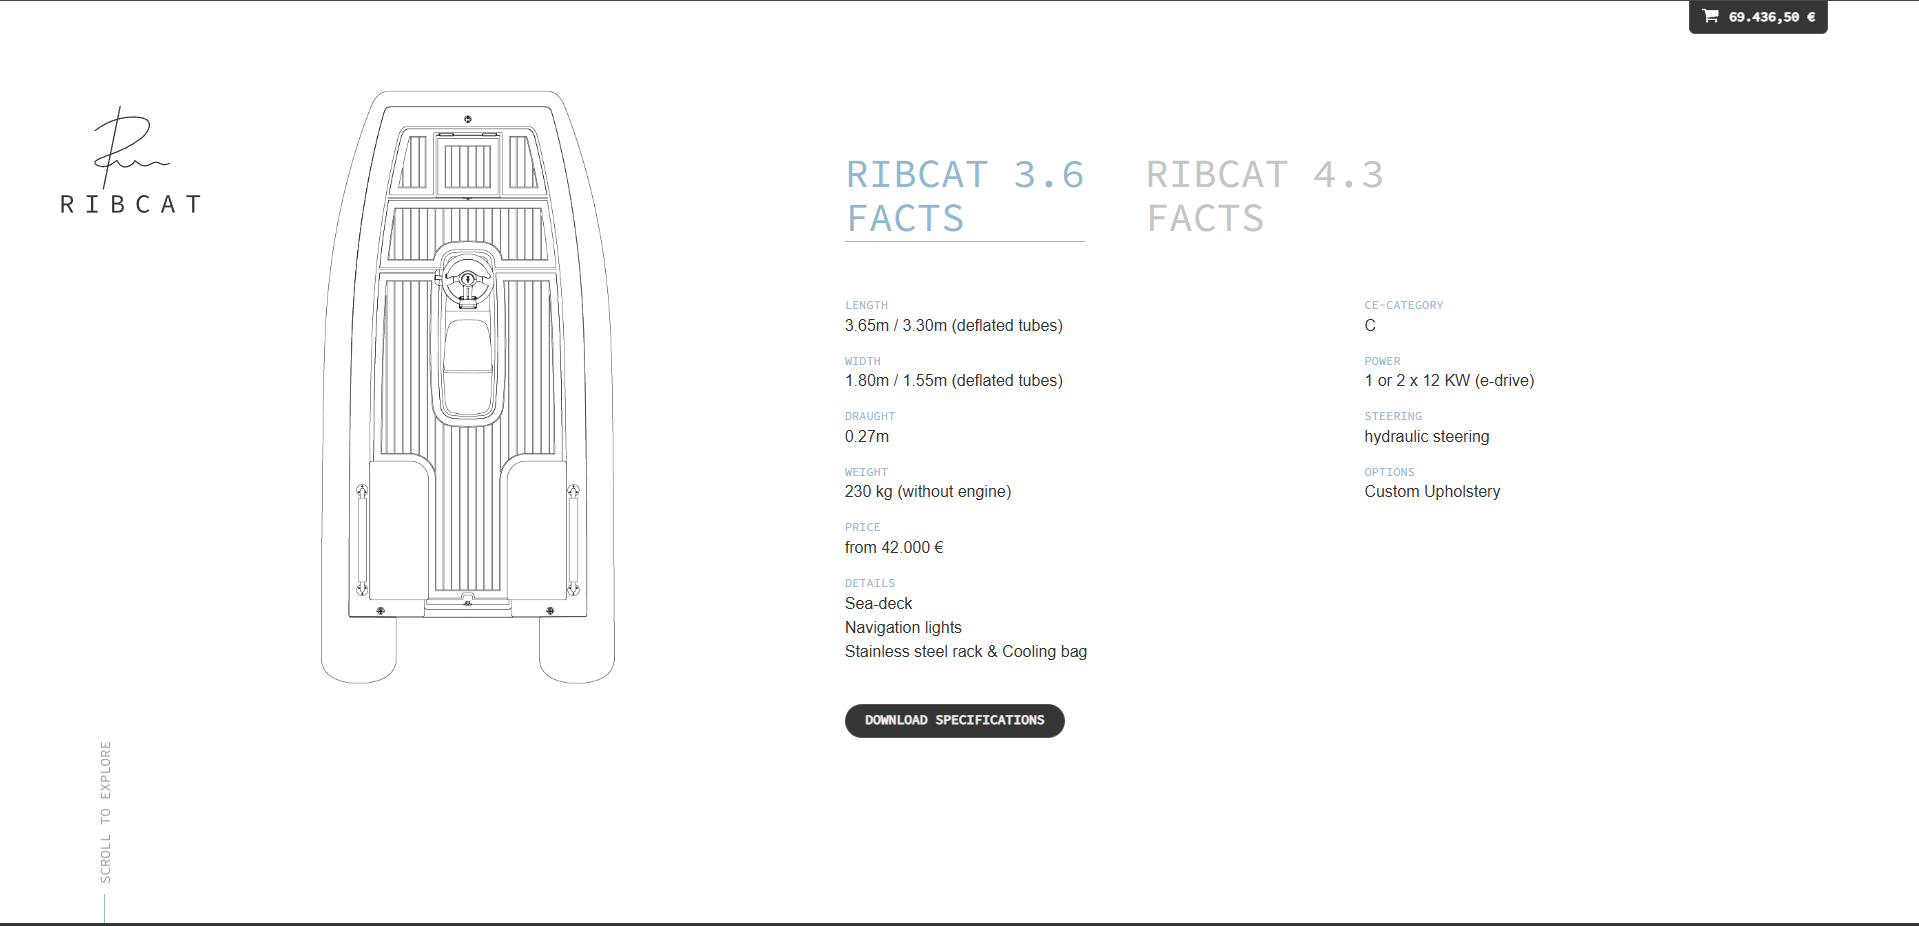 69.436,50 €
RIBCAT
RIBCAT 3.6
FACTS
RIBCAT 4.3
FACTS
LENGTH
3.65m / 3.30m (deflated tubes)
WIDTH
1.80m / 1.55m (deflated tubes)
DRAUGHT
0.27m
WEIGHT
230 kg (without engine)
PRICE
from 42.000 €
DETAILS
Sea-deck
Navigation lights
Stainless steel rack & Cooling bag
CE-CATEGORY
C
POWER
1 or 2 x 12 KW (e-drive)
STEERING
hydraulic steering
OPTIONS
Custom Upholstery
DOWNLOAD SPECIFICATIONS
SCROLL TO EXPLORE